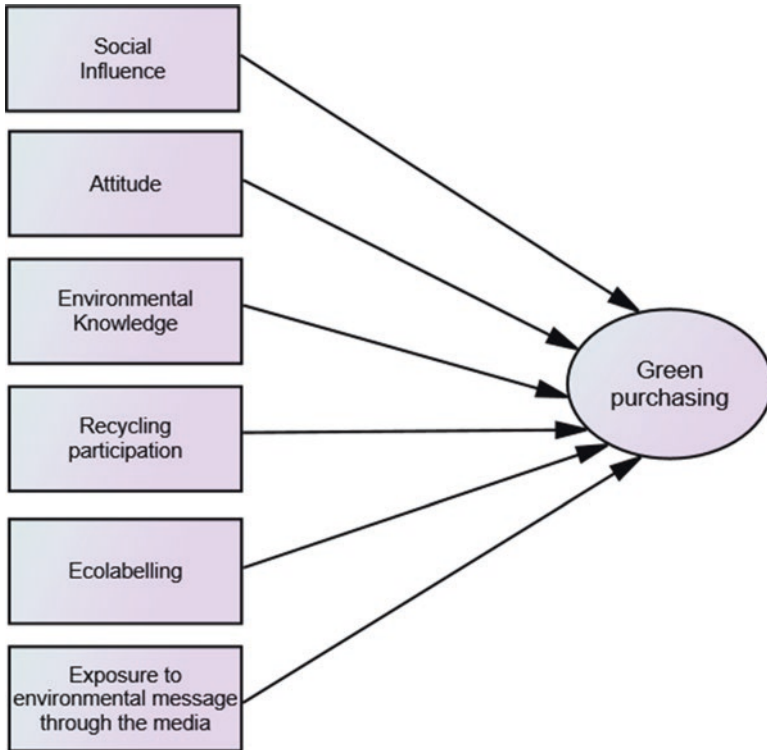 Social
Influence
Attitude
Environmental
Knowledge
Recycling
participation
Ecolabelling
Exposure to
environmental message
through the media
Green
purchasing